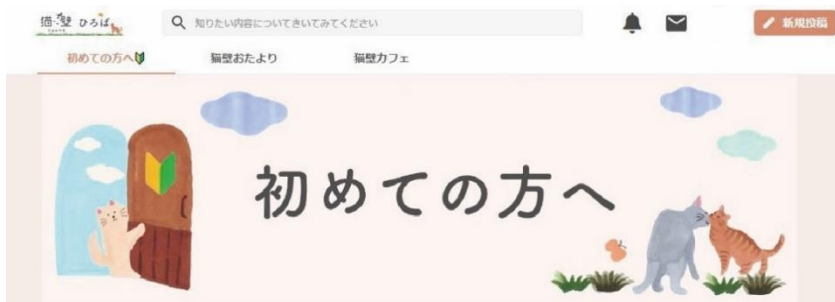 猫壁 ひろば
知りたい内容についてきいてみてください
新規投稿
初めての方へ🔰
猫壁おたより
猫壁カフェ
初めての方へ